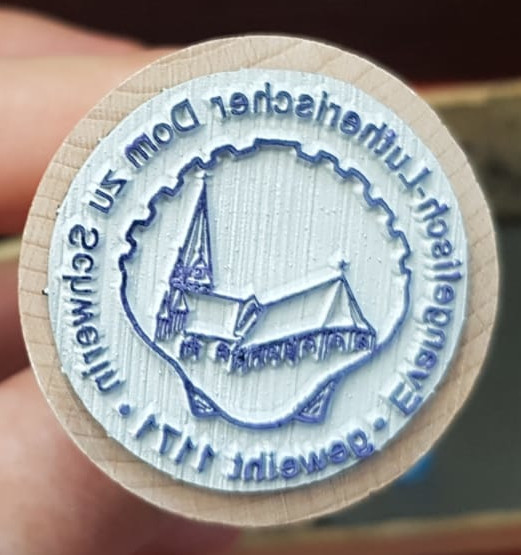 Evangelisch-Lutherischer Dom zu Schwerin
• geweiht 1171 •